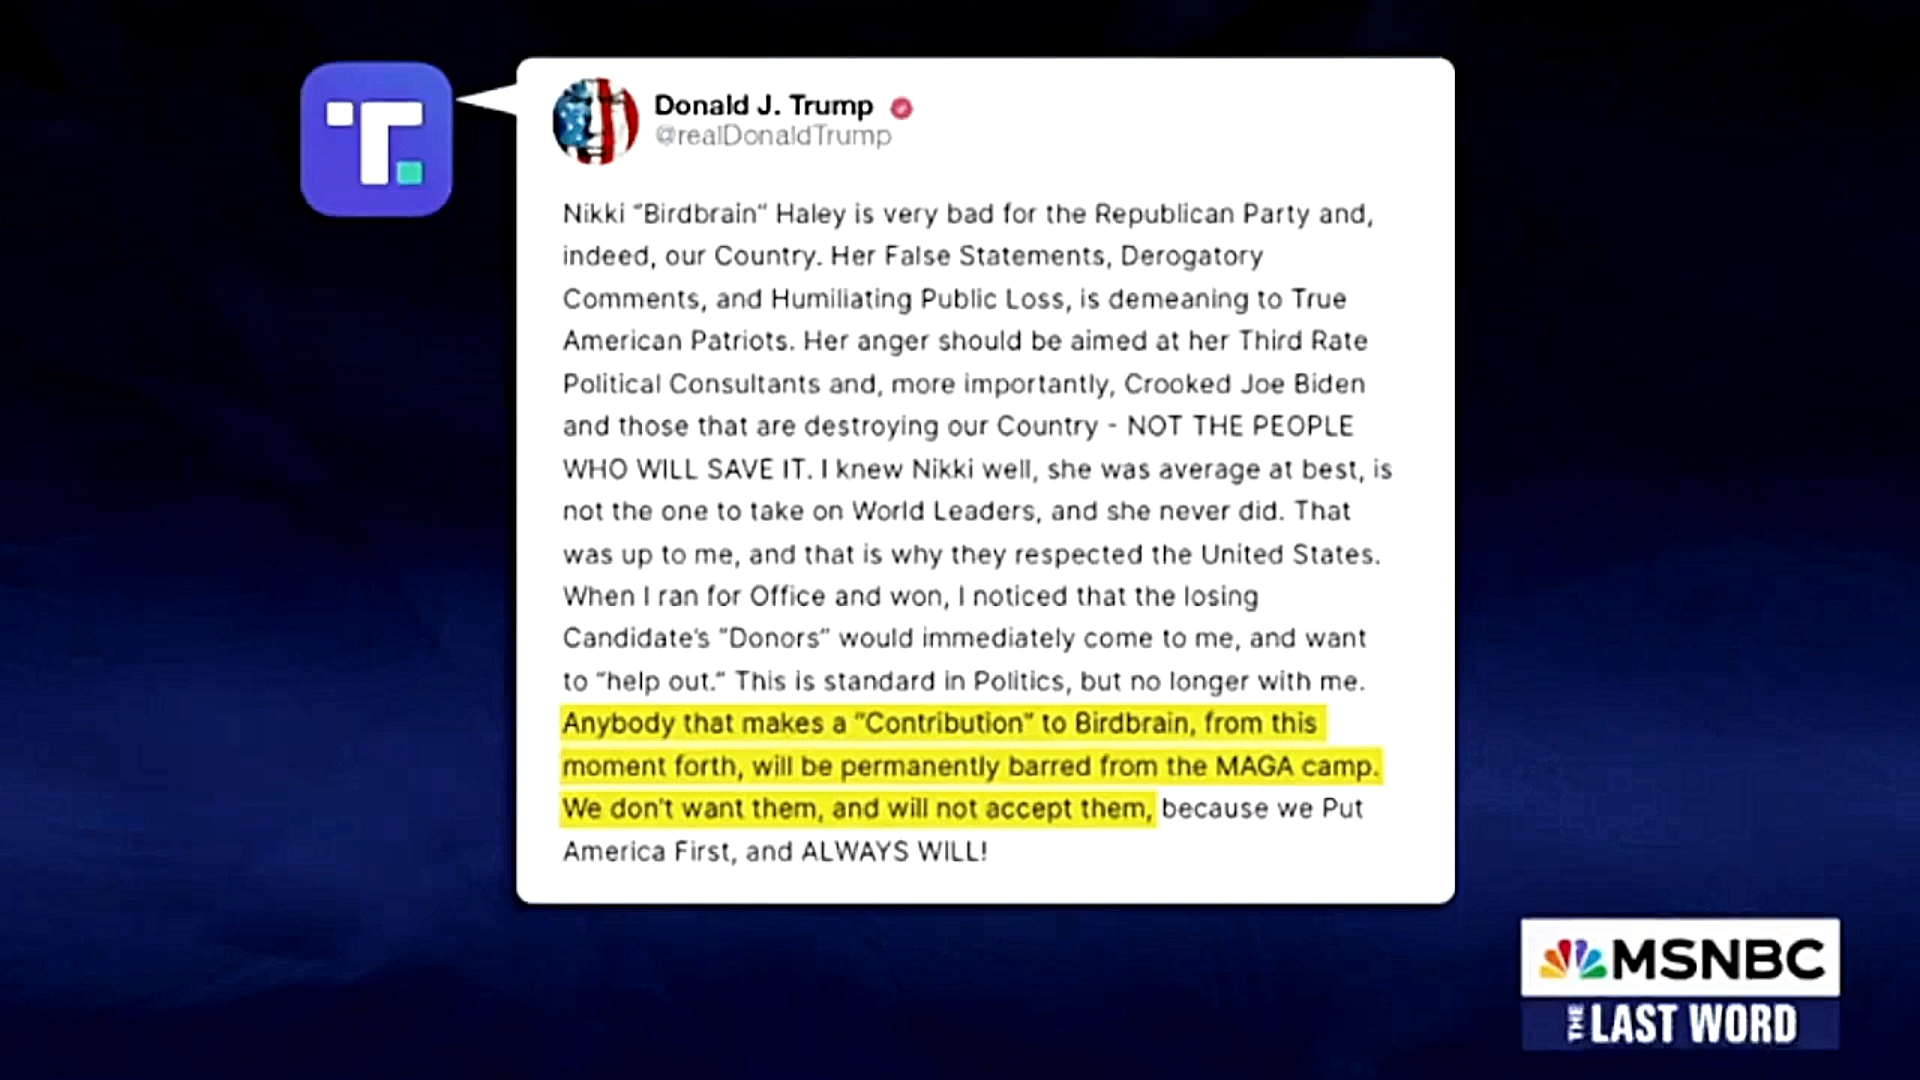 T.
Donald J. Trump
@realDonaldTrump
Nikki “Birdbrain” Haley is very bad for the Republican Party and,
indeed, our Country. Her False Statements, Derogatory
Comments, and Humiliating Public Loss, is demeaning to True
American Patriots. Her anger should be aimed at her Third Rate
Political Consultants and, more importantly, Crooked Joe Biden
and those that are destroying our Country - NOT THE PEOPLE
WHO WILL SAVE IT. I knew Nikki well, she was average at best, is
not the one to take on World Leaders, and she never did. That
was up to me, and that is why they respected the United States.
When I ran for Office and won, I noticed that the losing
Candidate's “Donors” would immediately come to me, and want
to “help out.” This is standard in Politics, but no longer with me.
Anybody that makes a “Contribution” to Birdbrain, from this
moment forth, will be permanently barred from the MAGA camp.
We don't want them, and will not accept them, because we Put
America First, and ALWAYS WILL!
MSNBC
THE LAST WORD